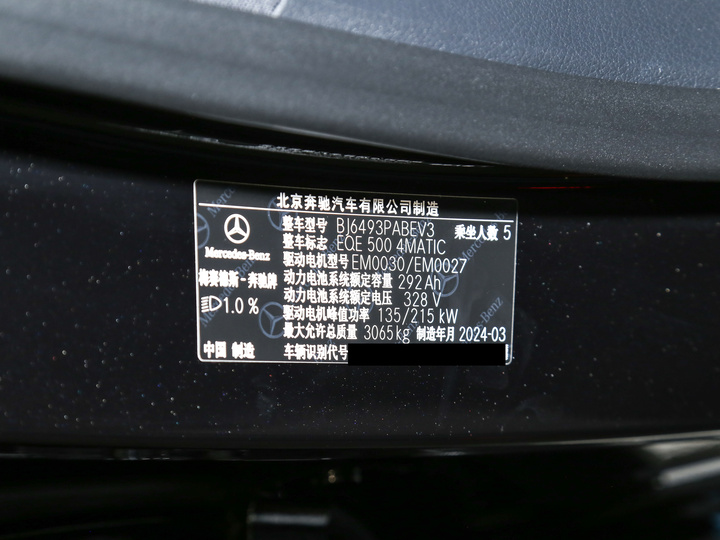 北京奔驰汽车有限公司制造
整车型号 BJ6493PABEV3 乘坐人数 5
整车标志 EQE 500 4MATIC
Mercedes-Benz
驱动电机型号 EM0030/EM0027
梅赛德斯-奔驰牌
动力电池系统额定容量 292Ah
动力电池系统额定电压 328 V
1.0 %
驱动电机峰值功率 135/215 kW
最大允许总质量 3065kg 制造年月 2024-03
中国 制造
车辆识别代号